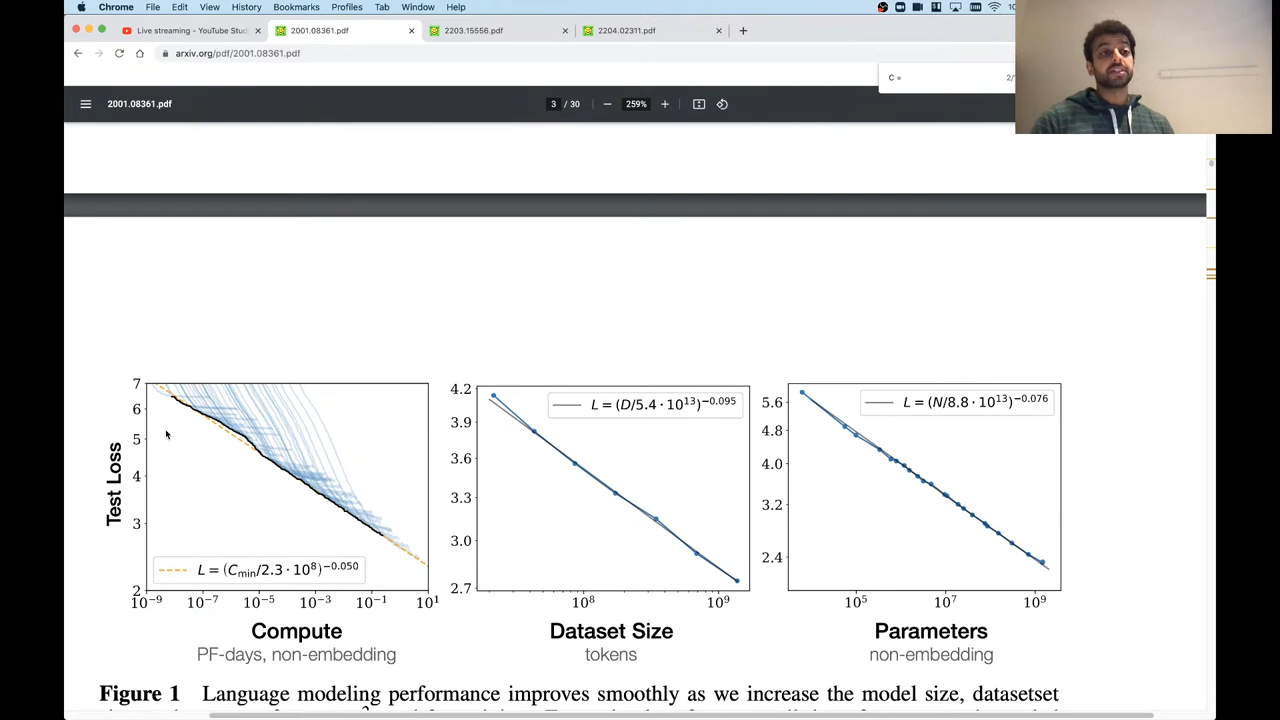 Chrome File Edit View History Bookmarks Profiles Tab Window Help
Live streaming - YouTube Stud 2001.08361.pdf 2203.15556.pdf 2204.02311.pdf
arxiv.org/pdf/2001.08361.pdf
C =
2001.08361.pdf 3 / 30 259%
Test Loss
7
6
5
4
3
2
L = (Cmin/2.3 · 10^8)^−0.050
10^−9 10^−7 10^−5 10^−3 10^−1 10^1
Compute
PF-days, non-embedding
4.2
3.9
3.6
3.3
3.0
2.7
L = (D/5.4 · 10^13)^−0.095
10^8 10^9
Dataset Size
tokens
5.6
4.8
4.0
3.2
2.4
L = (N/8.8 · 10^13)^−0.076
10^5 10^7 10^9
Parameters
non-embedding
Figure 1 Language modeling performance improves smoothly as we increase the model size, datasetset